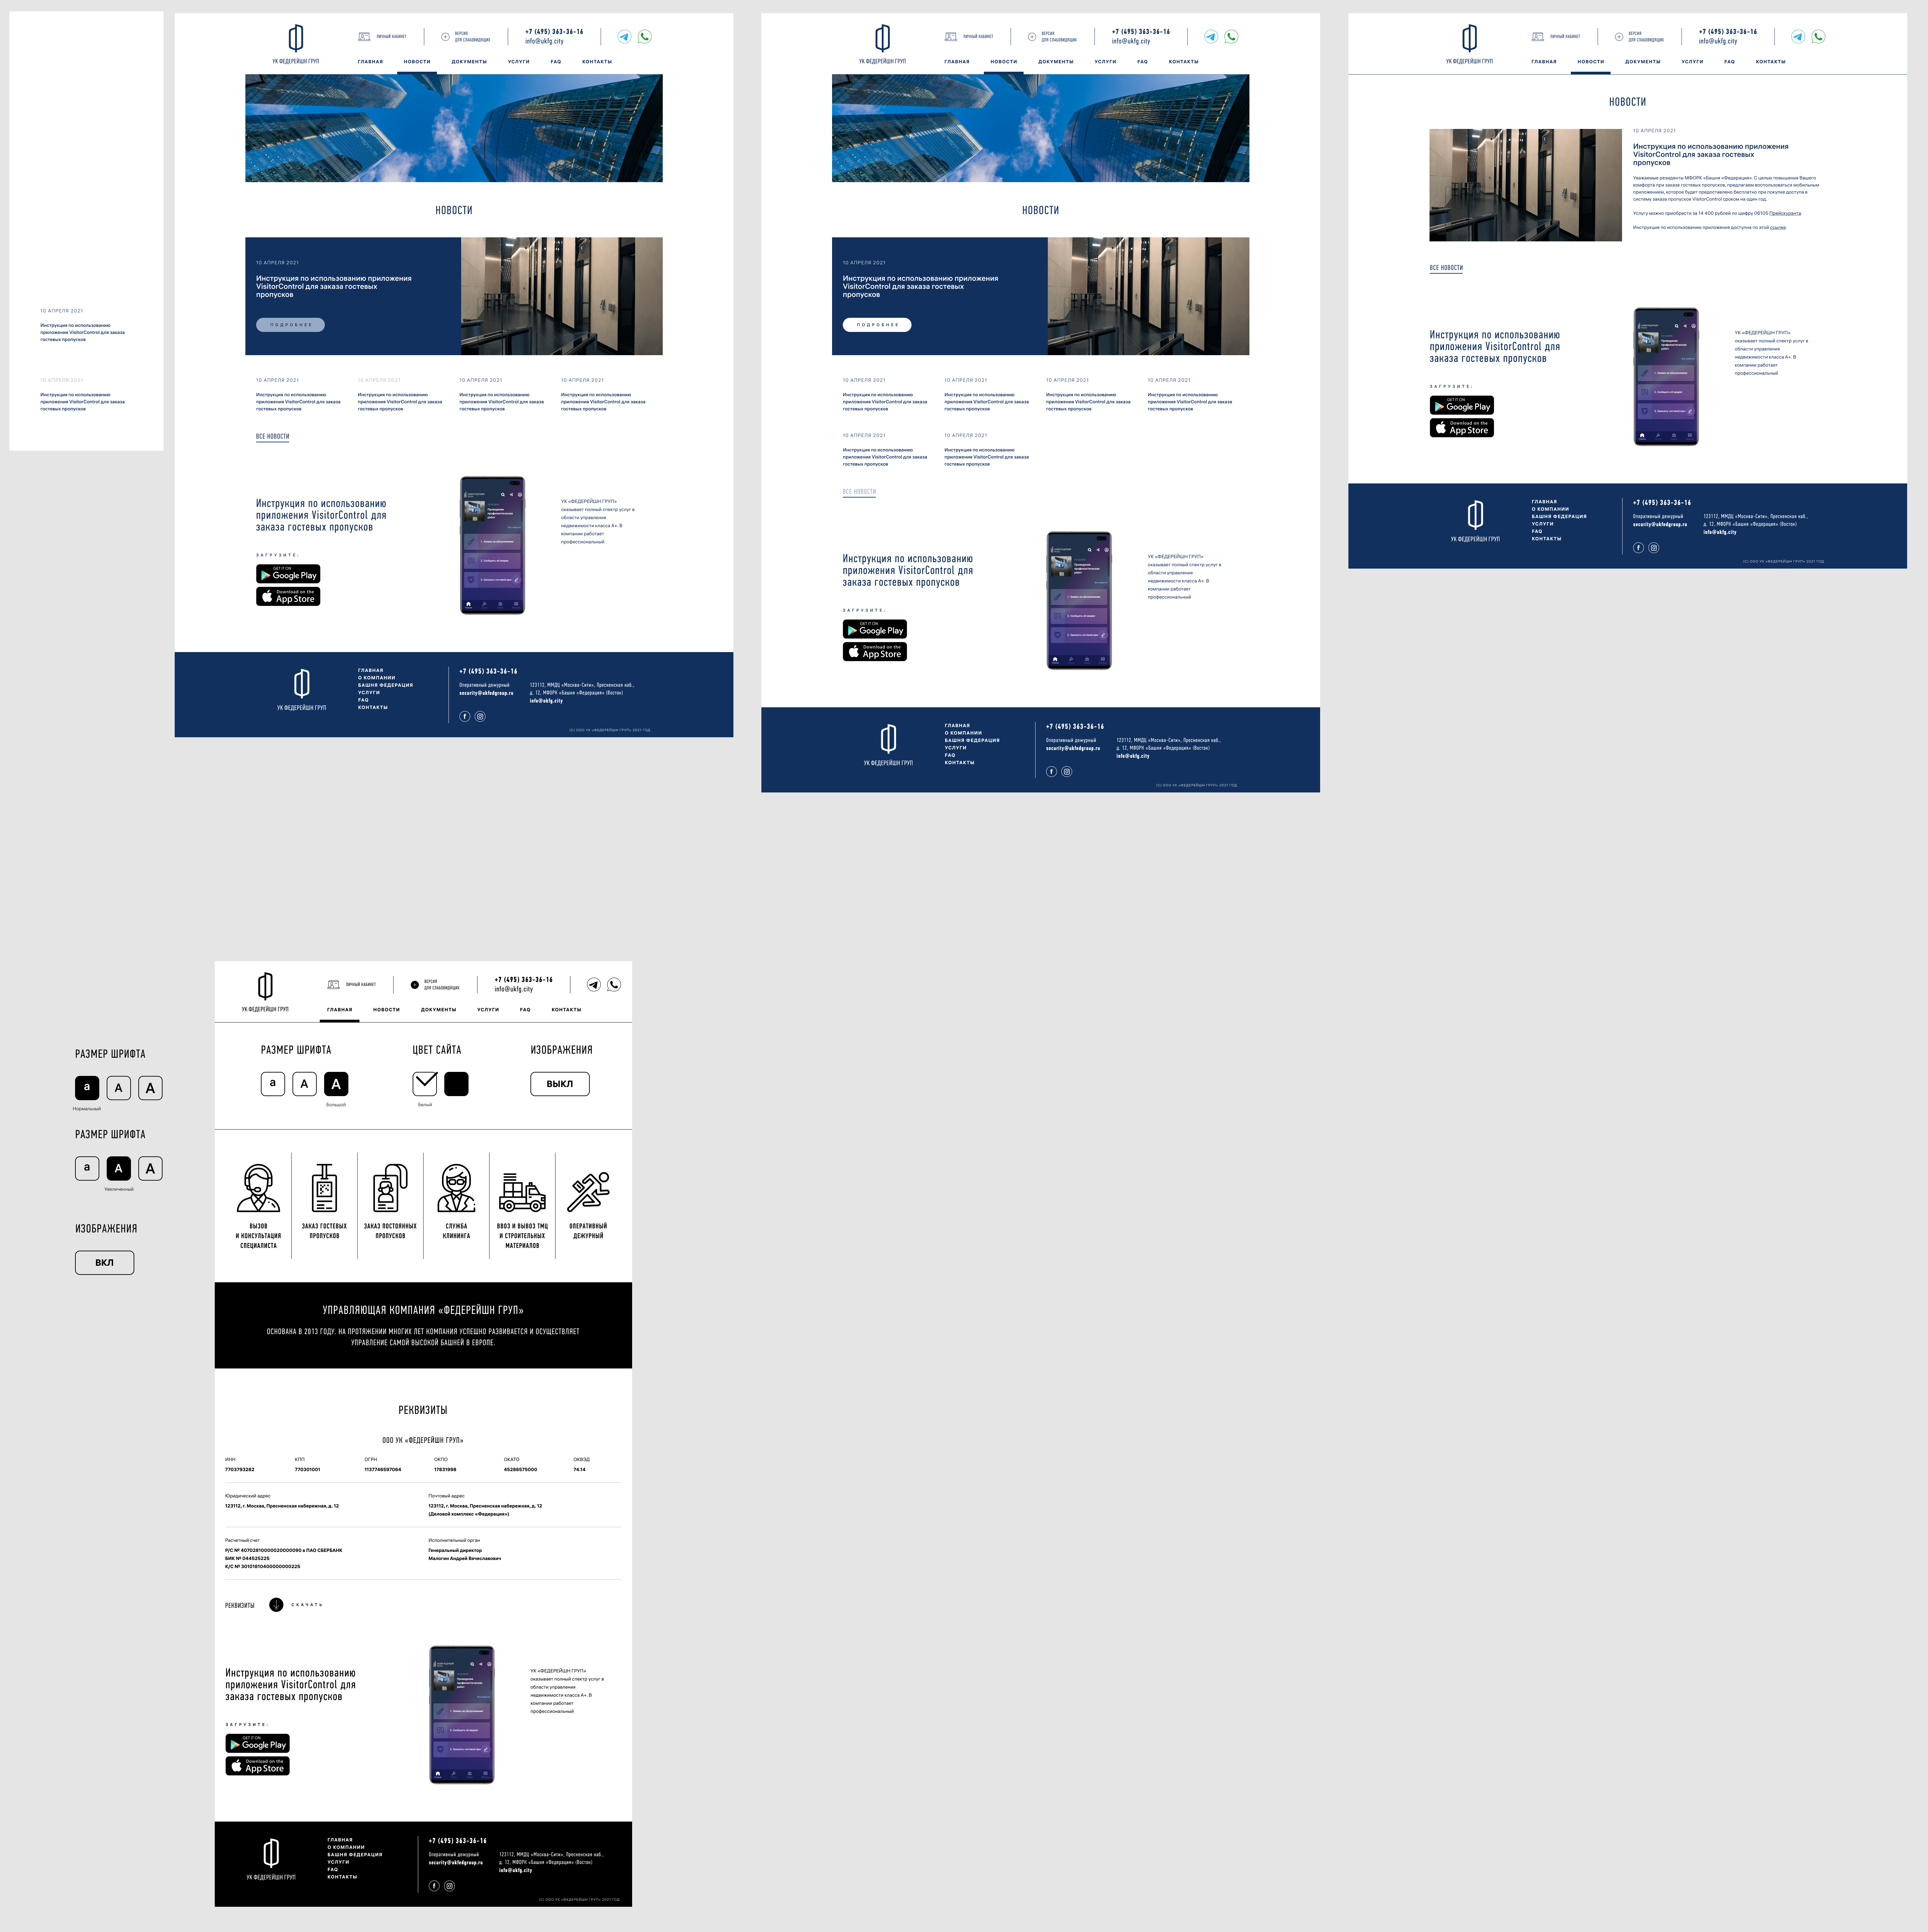 10 АПРЕЛЯ 2021
Инструкция по использованию
приложения VisitorControl для заказа
гостевых пропусков
10 АПРЕЛЯ 2021
Инструкция по использованию
приложения VisitorControl для заказа
гостевых пропусков
УК ФЕДЕРЕЙШН ГРУП
ЛИЧНЫЙ КАБИНЕТ
ВЕРСИЯ
ДЛЯ СЛАБОВИДЯЩИХ
+7 (495) 363-36-16
info@ukfg.city
ГЛАВНАЯ НОВОСТИ ДОКУМЕНТЫ УСЛУГИ FAQ КОНТАКТЫ
НОВОСТИ
10 АПРЕЛЯ 2021
Инструкция по использованию приложения
VisitorControl для заказа гостевых
пропусков
ПОДРОБНЕЕ
10 АПРЕЛЯ 2021 10 АПРЕЛЯ 2021 10 АПРЕЛЯ 2021 10 АПРЕЛЯ 2021
Инструкция по использованию Инструкция по использованию Инструкция по использованию Инструкция по использованию
приложения VisitorControl для заказа приложения VisitorControl для заказа приложения VisitorControl для заказа приложения VisitorControl для заказа
гостевых пропусков гостевых пропусков гостевых пропусков гостевых пропусков
ВСЕ НОВОСТИ
Инструкция по использованию
приложения VisitorControl для
заказа гостевых пропусков
ЗАГРУЗИТЕ:
GET IT ON
Google Play
Download on the
App Store
УК «ФЕДЕРЕЙШН ГРУП»
оказывает полный спектр услуг в
области управления
недвижимости класса А+. В
компании работает
профессиональный
УК ФЕДЕРЕЙШН ГРУП
ГЛАВНАЯ
О КОМПАНИИ
БАШНЯ ФЕДЕРАЦИЯ
УСЛУГИ
FAQ
КОНТАКТЫ
+7 (495) 363-36-16
Оперативный дежурный
security@ukfedgroup.ru
123112, ММДЦ «Москва-Сити», Пресненская наб.,
д. 12, МФОРК «Башня «Федерация» (Восток)
info@ukfg.city
(С) ООО УК «ФЕДЕРЕЙШН ГРУП» 2021 ГОД
УК ФЕДЕРЕЙШН ГРУП
ЛИЧНЫЙ КАБИНЕТ
ВЕРСИЯ
ДЛЯ СЛАБОВИДЯЩИХ
+7 (495) 363-36-16
info@ukfg.city
ГЛАВНАЯ НОВОСТИ ДОКУМЕНТЫ УСЛУГИ FAQ КОНТАКТЫ
НОВОСТИ
10 АПРЕЛЯ 2021
Инструкция по использованию приложения
VisitorControl для заказа гостевых
пропусков
ПОДРОБНЕЕ
10 АПРЕЛЯ 2021 10 АПРЕЛЯ 2021 10 АПРЕЛЯ 2021 10 АПРЕЛЯ 2021
Инструкция по использованию Инструкция по использованию Инструкция по использованию Инструкция по использованию
приложения VisitorControl для заказа приложения VisitorControl для заказа приложения VisitorControl для заказа приложения VisitorControl для заказа
гостевых пропусков гостевых пропусков гостевых пропусков гостевых пропусков
10 АПРЕЛЯ 2021 10 АПРЕЛЯ 2021
Инструкция по использованию Инструкция по использованию
приложения VisitorControl для заказа приложения VisitorControl для заказа
гостевых пропусков гостевых пропусков
ВСЕ НОВОСТИ
Инструкция по использованию
приложения VisitorControl для
заказа гостевых пропусков
ЗАГРУЗИТЕ:
GET IT ON
Google Play
Download on the
App Store
УК «ФЕДЕРЕЙШН ГРУП»
оказывает полный спектр услуг в
области управления
недвижимости класса А+. В
компании работает
профессиональный
УК ФЕДЕРЕЙШН ГРУП
ГЛАВНАЯ
О КОМПАНИИ
БАШНЯ ФЕДЕРАЦИЯ
УСЛУГИ
FAQ
КОНТАКТЫ
+7 (495) 363-36-16
Оперативный дежурный
security@ukfedgroup.ru
123112, ММДЦ «Москва-Сити», Пресненская наб.,
д. 12, МФОРК «Башня «Федерация» (Восток)
info@ukfg.city
(С) ООО УК «ФЕДЕРЕЙШН ГРУП» 2021 ГОД
УК ФЕДЕРЕЙШН ГРУП
ЛИЧНЫЙ КАБИНЕТ
ВЕРСИЯ
ДЛЯ СЛАБОВИДЯЩИХ
+7 (495) 363-36-16
info@ukfg.city
ГЛАВНАЯ НОВОСТИ ДОКУМЕНТЫ УСЛУГИ FAQ КОНТАКТЫ
НОВОСТИ
10 АПРЕЛЯ 2021
Инструкция по использованию приложения
VisitorControl для заказа гостевых
пропусков
Уважаемые резиденты МФОРК «Башня «Федерация». С целью повышения Вашего
комфорта при заказе гостевых пропусков, предлагаем воспользоваться мобильным
приложением, которое будет предоставлено бесплатно при покупке доступа в
систему заказа пропусков VisitorControl сроком на один год.
Услугу можно приобрести за 14 400 рублей по шифру 06105 Прейскуранта.
Инструкция по использованию приложения доступна по этой ссылке.
ВСЕ НОВОСТИ
Инструкция по использованию
приложения VisitorControl для
заказа гостевых пропусков
ЗАГРУЗИТЕ:
GET IT ON
Google Play
Download on the
App Store
УК «ФЕДЕРЕЙШН ГРУП»
оказывает полный спектр услуг в
области управления
недвижимости класса А+. В
компании работает
профессиональный
УК ФЕДЕРЕЙШН ГРУП
ГЛАВНАЯ
О КОМПАНИИ
БАШНЯ ФЕДЕРАЦИЯ
УСЛУГИ
FAQ
КОНТАКТЫ
+7 (495) 363-36-16
Оперативный дежурный
security@ukfedgroup.ru
123112, ММДЦ «Москва-Сити», Пресненская наб.,
д. 12, МФОРК «Башня «Федерация» (Восток)
info@ukfg.city
(С) ООО УК «ФЕДЕРЕЙШН ГРУП» 2021 ГОД
РАЗМЕР ШРИФТА
а А А
Нормальный
РАЗМЕР ШРИФТА
а А А
Увеличенный
ИЗОБРАЖЕНИЯ
ВКЛ
УК ФЕДЕРЕЙШН ГРУП
ЛИЧНЫЙ КАБИНЕТ
ВЕРСИЯ
ДЛЯ СЛАБОВИДЯЩИХ
+7 (495) 363-36-16
info@ukfg.city
ГЛАВНАЯ НОВОСТИ ДОКУМЕНТЫ УСЛУГИ FAQ КОНТАКТЫ
РАЗМЕР ШРИФТА ЦВЕТ САЙТА ИЗОБРАЖЕНИЯ
а А А ВЫКЛ
Большой Белый
ВЫЗОВ
И КОНСУЛЬТАЦИЯ
СПЕЦИАЛИСТА
ЗАКАЗ ГОСТЕВЫХ
ПРОПУСКОВ
ЗАКАЗ ПОСТОЯННЫХ
ПРОПУСКОВ
СЛУЖБА
КЛИНИНГА
ВВОЗ И ВЫВОЗ ТМЦ
И СТРОИТЕЛЬНЫХ
МАТЕРИАЛОВ
ОПЕРАТИВНЫЙ
ДЕЖУРНЫЙ
УПРАВЛЯЮЩАЯ КОМПАНИЯ «ФЕДЕРЕЙШН ГРУП»
ОСНОВАНА В 2013 ГОДУ. НА ПРОТЯЖЕНИИ МНОГИХ ЛЕТ КОМПАНИЯ УСПЕШНО РАЗВИВАЕТСЯ И ОСУЩЕСТВЛЯЕТ
УПРАВЛЕНИЕ САМОЙ ВЫСОКОЙ БАШНЕЙ В ЕВРОПЕ.
РЕКВИЗИТЫ
ООО УК «ФЕДЕРЕЙШН ГРУП»
ИНН КПП ОГРН ОКПО ОКАТО ОКВЭД
7703793282 770301001 1137746597064 17831998 45286575000 74.14
Юридический адрес
123112, г. Москва, Пресненская набережная, д. 12
Почтовый адрес
123112, г. Москва, Пресненская набережная, д. 12
(Деловой комплекс «Федерация»)
Расчетный счет
Р/С № 40702810000020000090 в ПАО СБЕРБАНК
БИК № 044525225
К/С № 30101810400000000225
Исполнительный орган
Генеральный директор
Малогин Андрей Вячеславович
РЕКВИЗИТЫ СКАЧАТЬ
Инструкция по использованию
приложения VisitorControl для
заказа гостевых пропусков
ЗАГРУЗИТЕ:
GET IT ON
Google Play
Download on the
App Store
УК «ФЕДЕРЕЙШН ГРУП»
оказывает полный спектр услуг в
области управления
недвижимости класса А+. В
компании работает
профессиональный
УК ФЕДЕРЕЙШН ГРУП
ГЛАВНАЯ
О КОМПАНИИ
БАШНЯ ФЕДЕРАЦИЯ
УСЛУГИ
FAQ
КОНТАКТЫ
+7 (495) 363-36-16
Оперативный дежурный
security@ukfedgroup.ru
123112, ММДЦ «Москва-Сити», Пресненская наб.,
д. 12, МФОРК «Башня «Федерация» (Восток)
info@ukfg.city
(С) ООО УК «ФЕДЕРЕЙШН ГРУП» 2021 ГОД